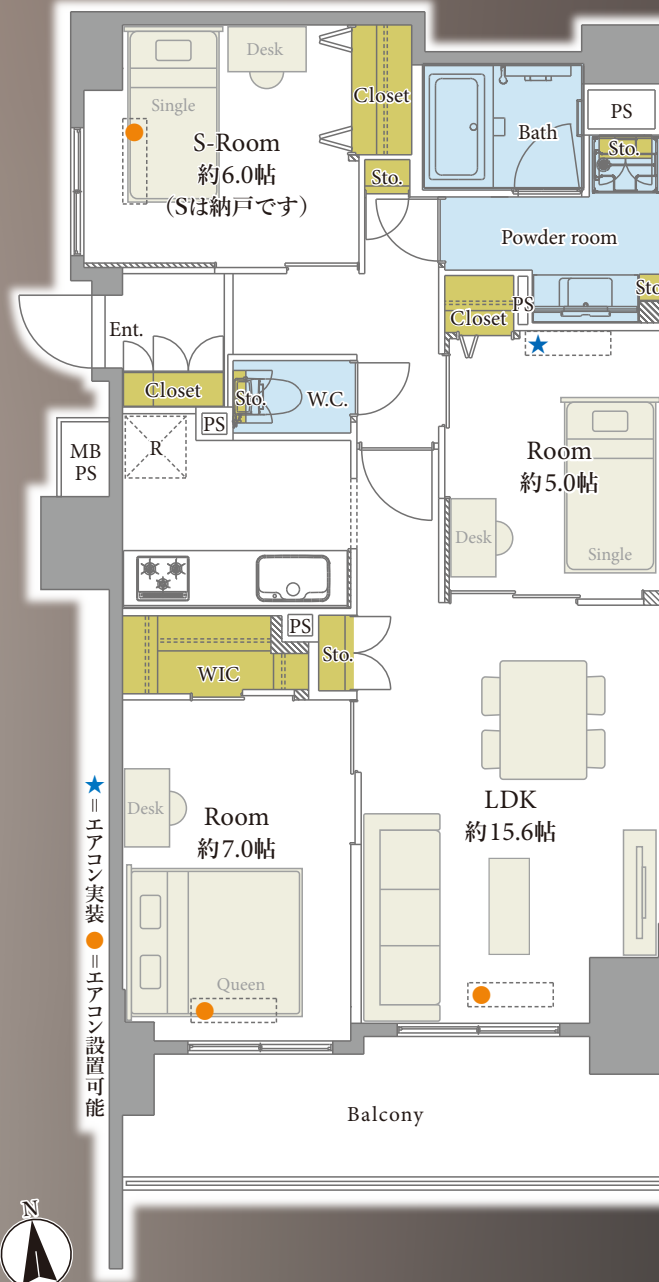 Desk
Single
S-Room
約6.0帖
(Sは納戸です)
Closet
Bath
PS
Sto.
Sto.
Powder room
Sto
Closet
PS
Ent.
Closet
Sto.
W.C.
PS
R
MB
PS
Room
約5.0帖
Desk
Single
PS
WIC
Sto.
Room
約7.0帖
Desk
Queen
LDK
約15.6帖
★=エアコン実装 ●=エアコン設置可能
Balcony
N